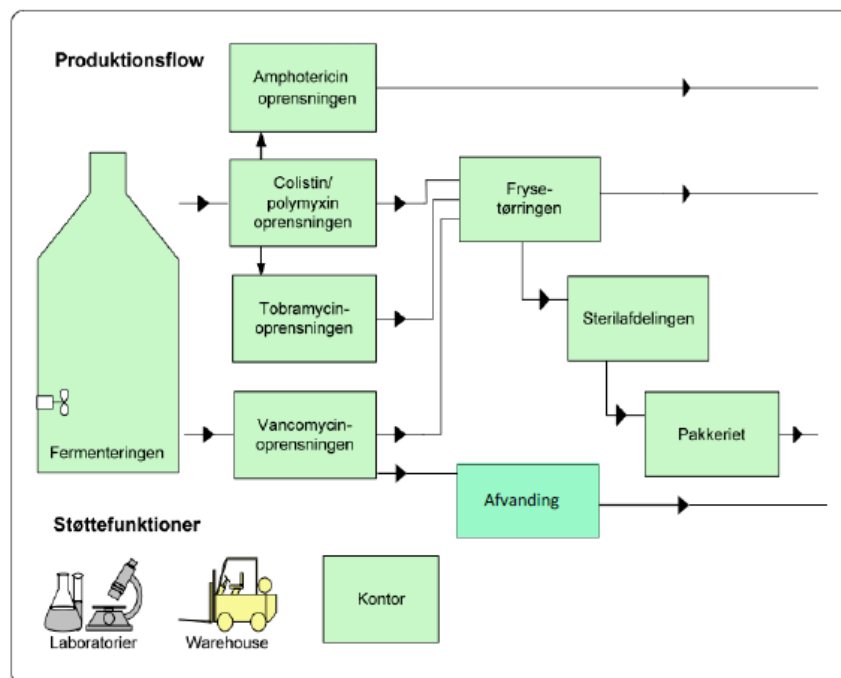 Produktionsflow
Amphotericin
oprensningen
Colistin/
polymyxin
oprensningen
Fryse-
tørringen
Tobramycin-
oprensningen
Sterilafdelingen
Vancomycin-
oprensningen
Pakkeriet
Fermenteringen
Afvanding
Støttefunktioner
Kontor
Laboratorier
Warehouse